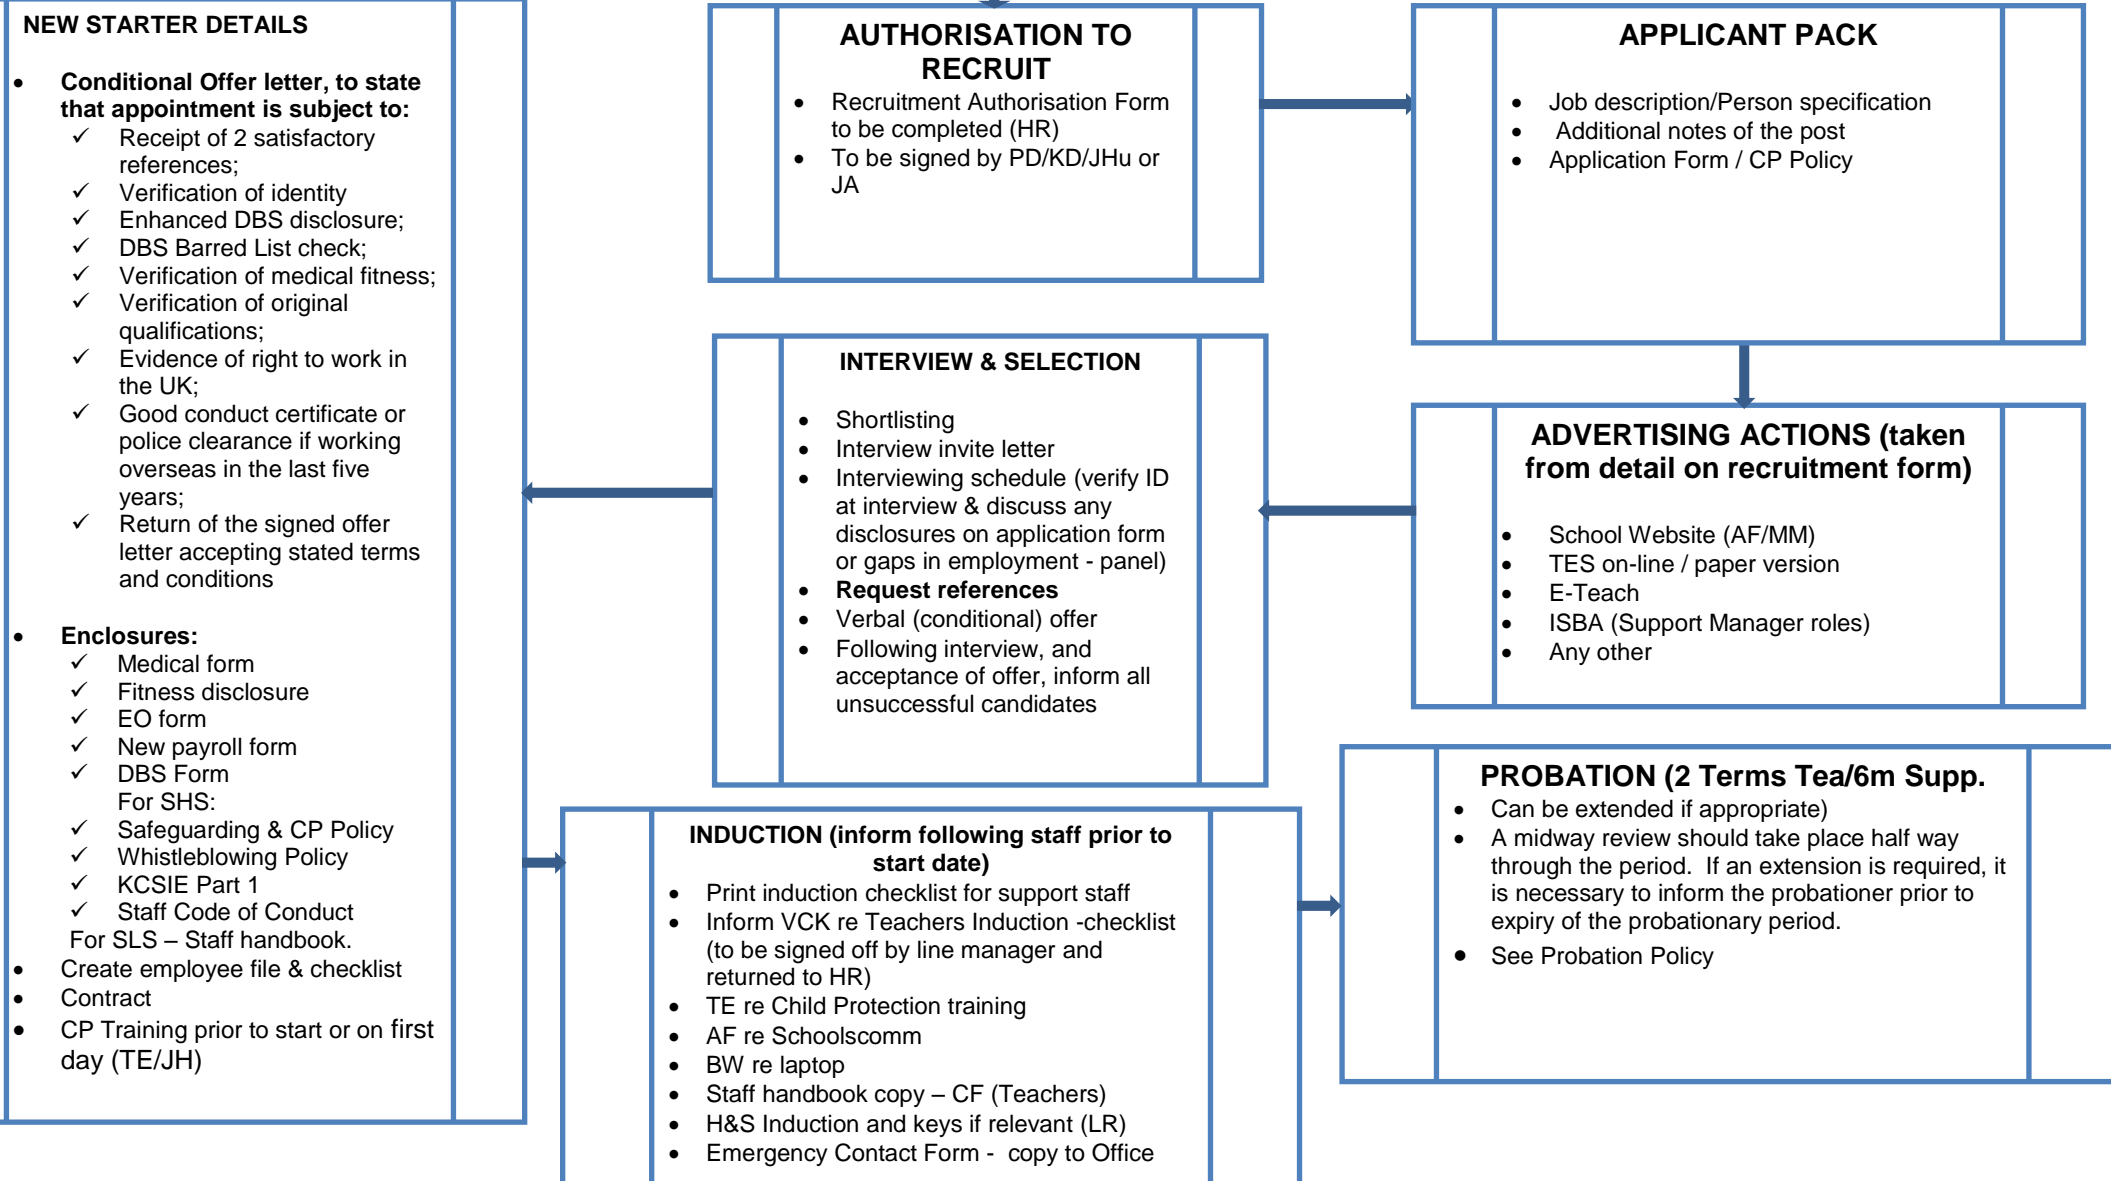 NEW STARTER DETAILS
• Conditional Offer letter, to state
that appointment is subject to:
✓ Receipt of 2 satisfactory
references;
✓ Verification of identity
✓ Enhanced DBS disclosure;
✓ DBS Barred List check;
✓ Verification of medical fitness;
✓ Verification of original
qualifications;
✓ Evidence of right to work in
the UK;
✓ Good conduct certificate or
police clearance if working
overseas in the last five
years;
✓ Return of the signed offer
letter accepting stated terms
and conditions
• Enclosures:
✓ Medical form
✓ Fitness disclosure
✓ EO form
✓ New payroll form
✓ DBS Form
For SHS:
✓ Safeguarding & CP Policy
✓ Whistleblowing Policy
✓ KCSIE Part 1
✓ Staff Code of Conduct
For SLS – Staff handbook.
• Create employee file & checklist
• Contract
• CP Training prior to start or on first
day (TE/JH)
AUTHORISATION TO
RECRUIT
• Recruitment Authorisation Form
to be completed (HR)
• To be signed by PD/KD/JHu or
JA
APPLICANT PACK
• Job description/Person specification
• Additional notes of the post
• Application Form / CP Policy
ADVERTISING ACTIONS (taken
from detail on recruitment form)
• School Website (AF/MM)
• TES on-line / paper version
• E-Teach
• ISBA (Support Manager roles)
• Any other
INTERVIEW & SELECTION
• Shortlisting
• Interview invite letter
• Interviewing schedule (verify ID
at interview & discuss any
disclosures on application form
or gaps in employment - panel)
• Request references
• Verbal (conditional) offer
• Following interview, and
acceptance of offer, inform all
unsuccessful candidates
INDUCTION (inform following staff prior to
start date)
• Print induction checklist for support staff
• Inform VCK re Teachers Induction -checklist
(to be signed off by line manager and
returned to HR)
• TE re Child Protection training
• AF re Schoolscomm
• BW re laptop
• Staff handbook copy – CF (Teachers)
• H&S Induction and keys if relevant (LR)
• Emergency Contact Form - copy to Office
PROBATION (2 Terms Tea/6m Supp.
• Can be extended if appropriate)
• A midway review should take place half way
through the period. If an extension is required, it
is necessary to inform the probationer prior to
expiry of the probationary period.
• See Probation Policy